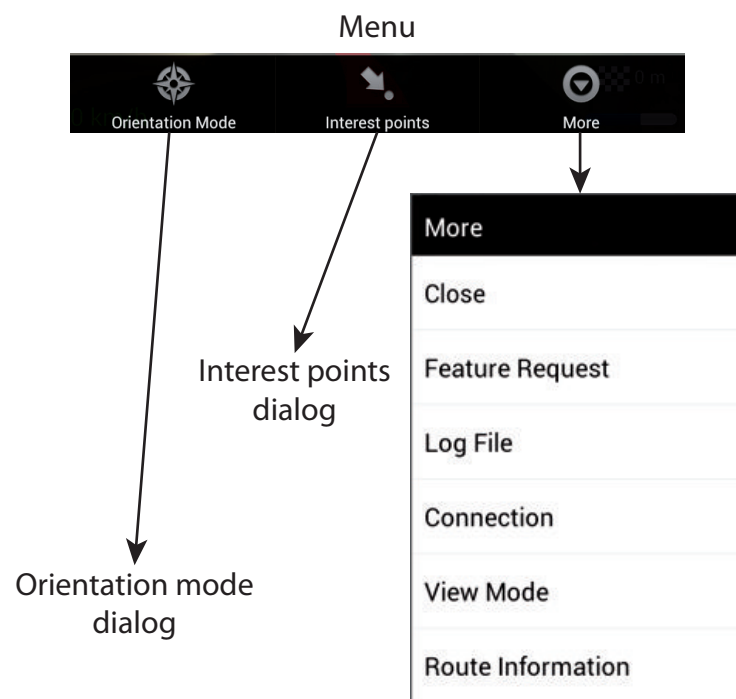 Menu
0 m
Orientation Mode
Interest points
More
More
Close
Feature Request
Log File
Connection
View Mode
Route Information
Interest points
dialog
Orientation mode
dialog